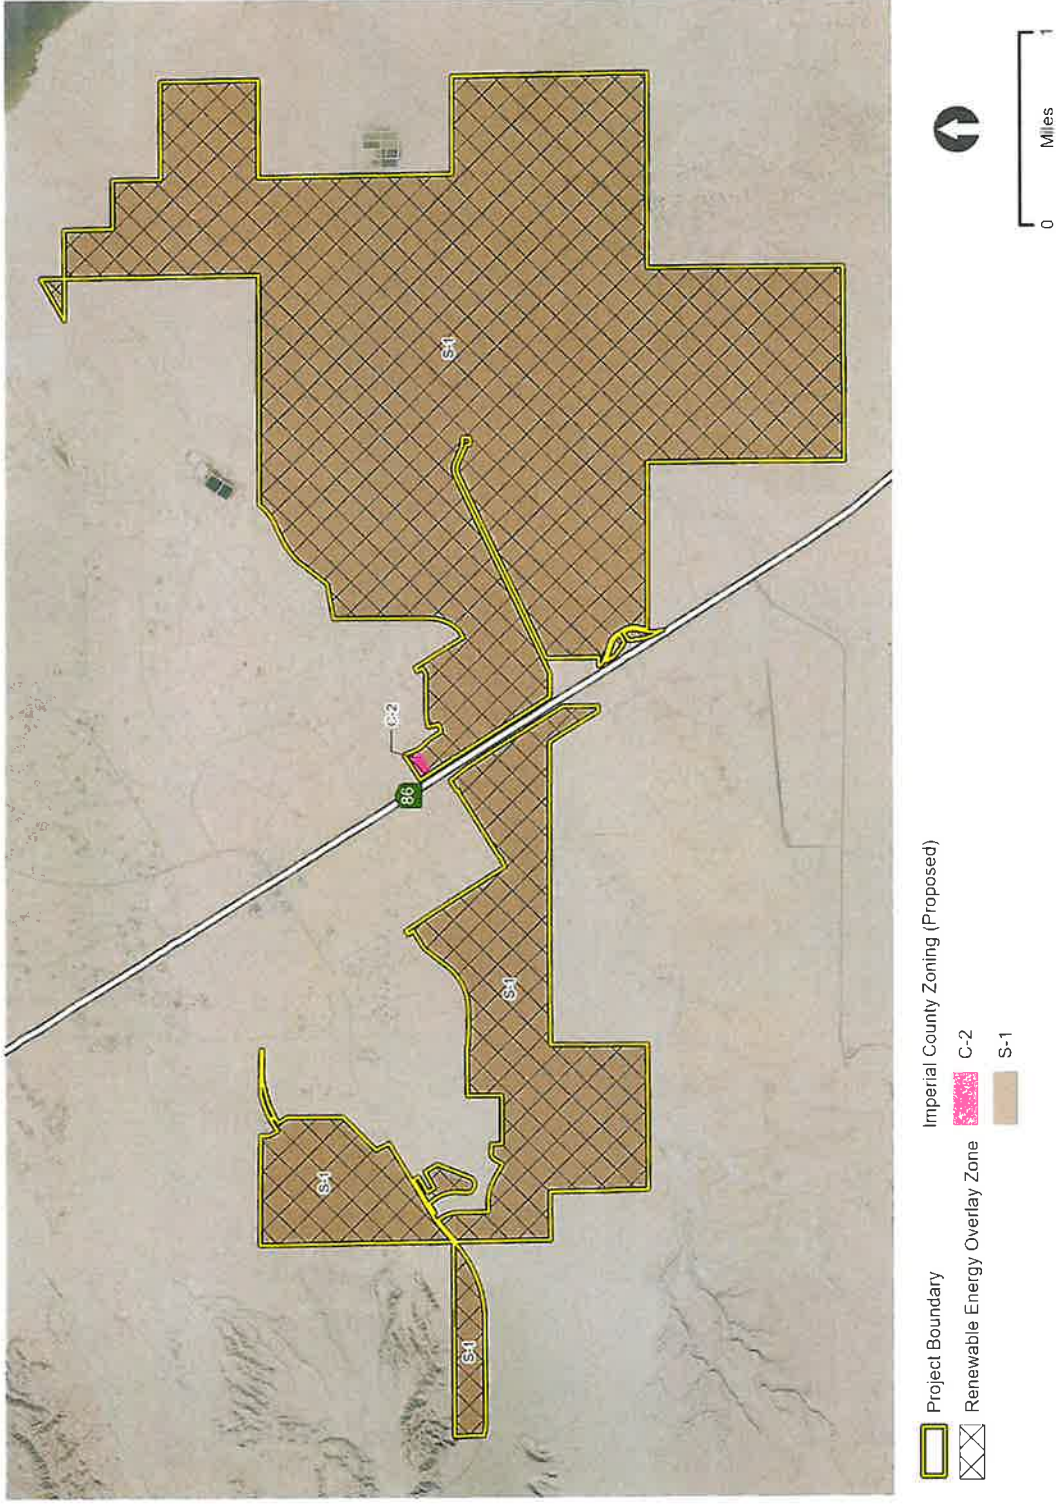 S-1
C-2
86
S-1
S-1
S-1
Project Boundary
Renewable Energy Overlay Zone
Imperial County Zoning (Proposed)
C-2
S-1
0
Miles
1